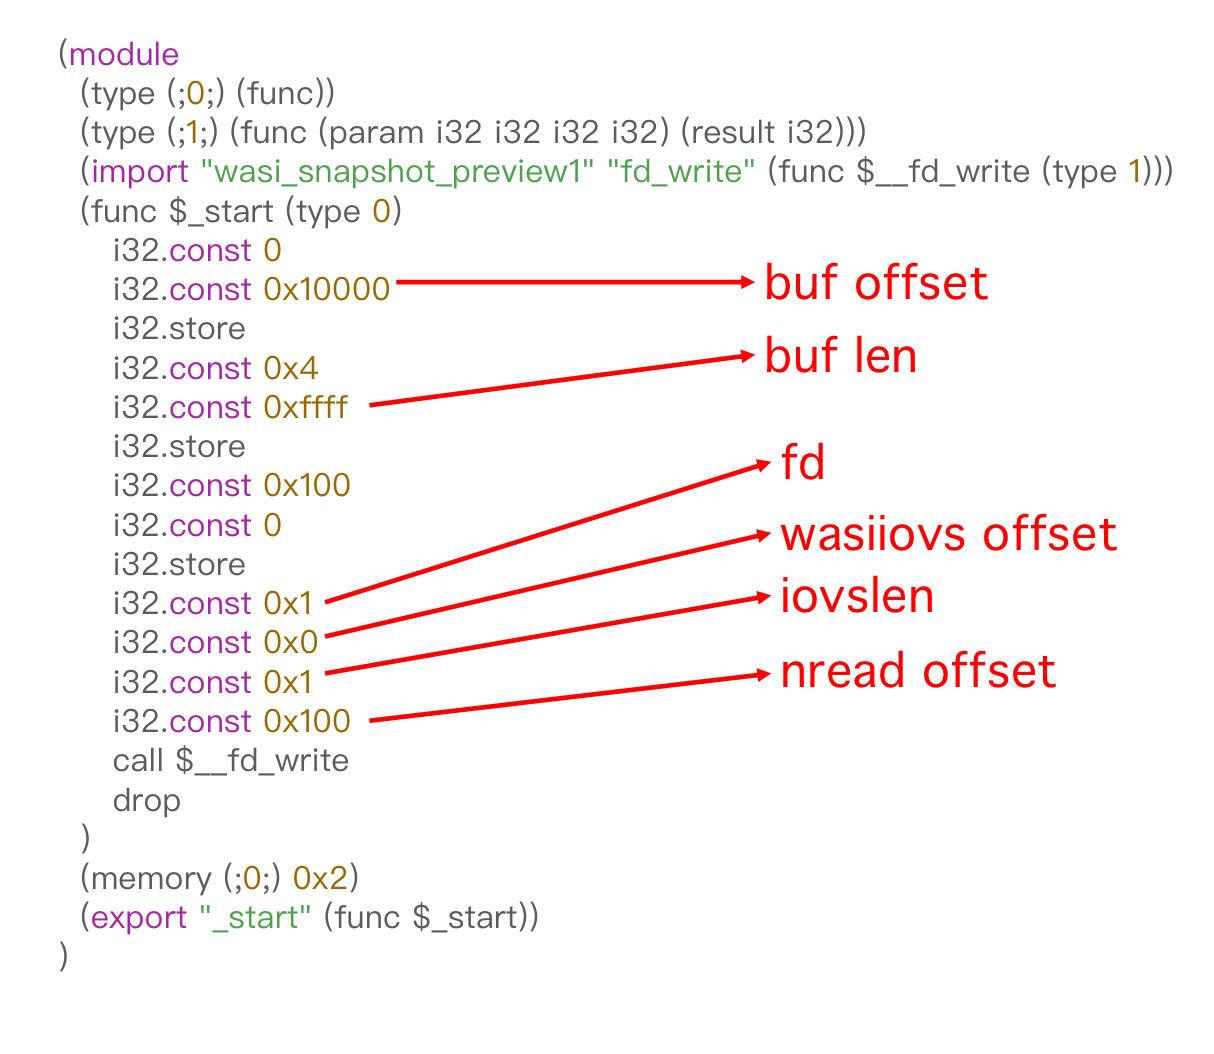 (module
(type (;0;) (func))
(type (;1;) (func (param i32 i32 i32 i32) (result i32)))
(import "wasi_snapshot_preview1" "fd_write" (func $__fd_write (type 1)))
(func $_start (type 0)
i32.const 0
i32.const 0x10000
buf offset
i32.store
i32.const 0x4
buf len
i32.const 0xffff
i32.store
fd
i32.const 0x100
i32.const 0
wasiiovs offset
i32.store
i32.const 0x1
iovslen
i32.const 0x0
i32.const 0x1
nread offset
i32.const 0x100
call $__fd_write
drop
)
(memory (;0;) 0x2)
(export "_start" (func $_start))
)